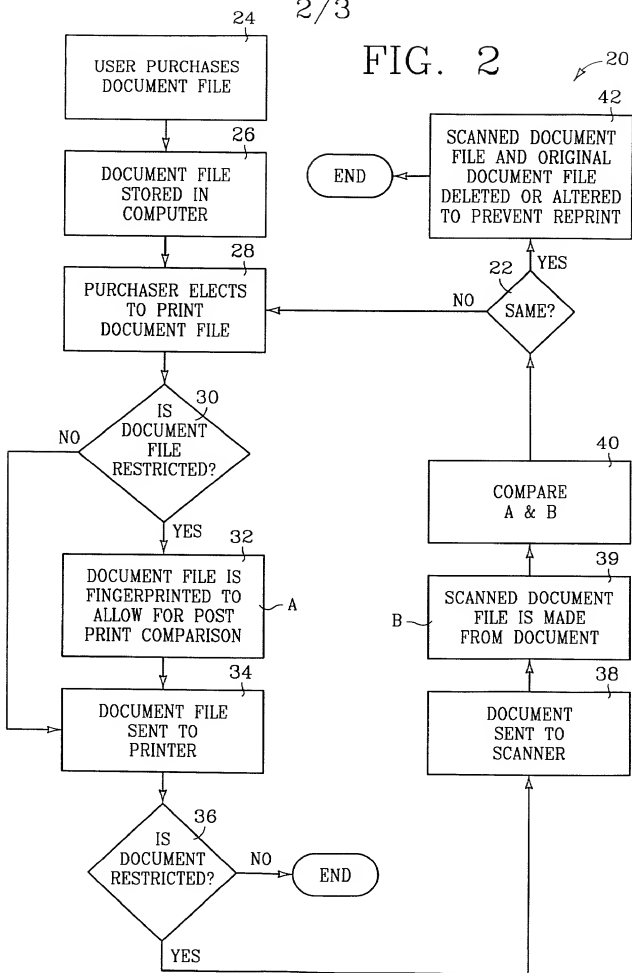 2/3
FIG. 2
20
24
USER PURCHASES
DOCUMENT FILE
26
DOCUMENT FILE
STORED IN
COMPUTER
28
PURCHASER ELECTS
TO PRINT
DOCUMENT FILE
30
IS
DOCUMENT
FILE
RESTRICTED?
NO
YES
32
DOCUMENT FILE IS
FINGERPRINTED TO
ALLOW FOR POST
PRINT COMPARISON
A
34
DOCUMENT FILE
SENT TO
PRINTER
36
IS
DOCUMENT
RESTRICTED?
NO
END
YES
38
DOCUMENT
SENT TO
SCANNER
39
SCANNED DOCUMENT
FILE IS MADE
FROM DOCUMENT
B
40
COMPARE
A & B
22
SAME?
NO
YES
42
SCANNED DOCUMENT
FILE AND ORIGINAL
DOCUMENT FILE
DELETED OR ALTERED
TO PREVENT REPRINT
END